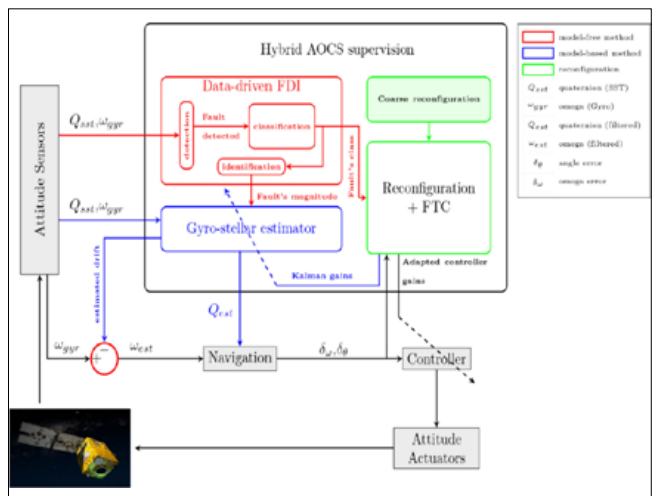 Hybrid AOCS supervision
Data-driven FDI
detection
Fault
detected
classification
identification
Fault's magnitude
Fault's class
Coarse reconfiguration
Reconfiguration
+ FTC
Gyro-stellar estimator
Kalman gains
Adapted controller
gains
Attitude Sensors
Q_sst, ω_gyr
Q_sst, ω_gyr
estimated drift
Q_est
ω_gyr
+
−
ω_est
Navigation
δ_ω, δ_θ
Controller
Attitude
Actuators
model-free method
model-based method
reconfiguration
Q_sst quaternion (SST)
ω_gyr omega (Gyro)
Q_est quaternion (filtered)
ω_est omega (filtered)
δ_θ angle error
δ_ω omega error